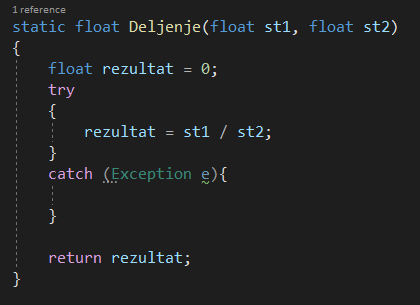 1 reference
static float Deljenje(float st1, float st2)
{
float rezultat = 0;
try
{
rezultat = st1 / st2;
}
catch (Exception e){
}
return rezultat;
}